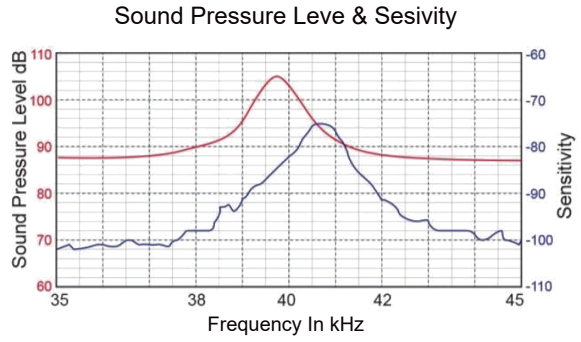 Sound Pressure Leve & Sesivity
Sound Pressure Level dB
110
100
90
80
70
60
-60
-70
-80
-90
-100
-110
Sensitivity
35 38 40 42 45
Frequency In kHz